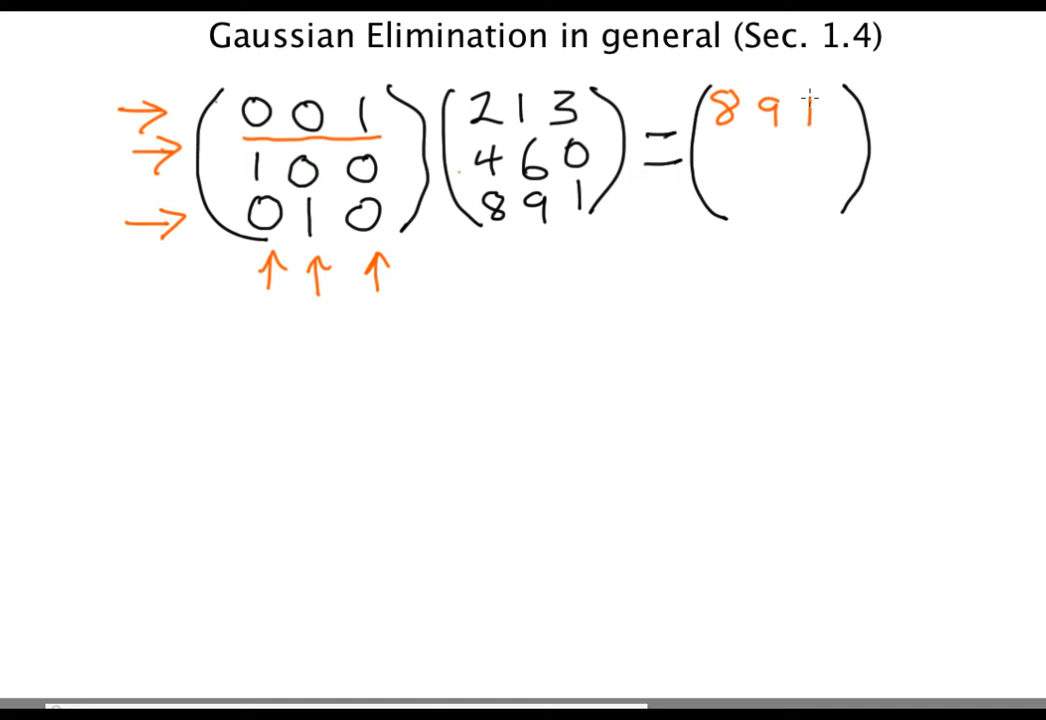 Gaussian Elimination in general (Sec. 1.4)
→ ( 0 0 1 ) ( 2 1 3 ) = ( 8 9 1 )
→ 1 0 0 4 6 0
→ 0 1 0 8 9 1
↑ ↑ ↑